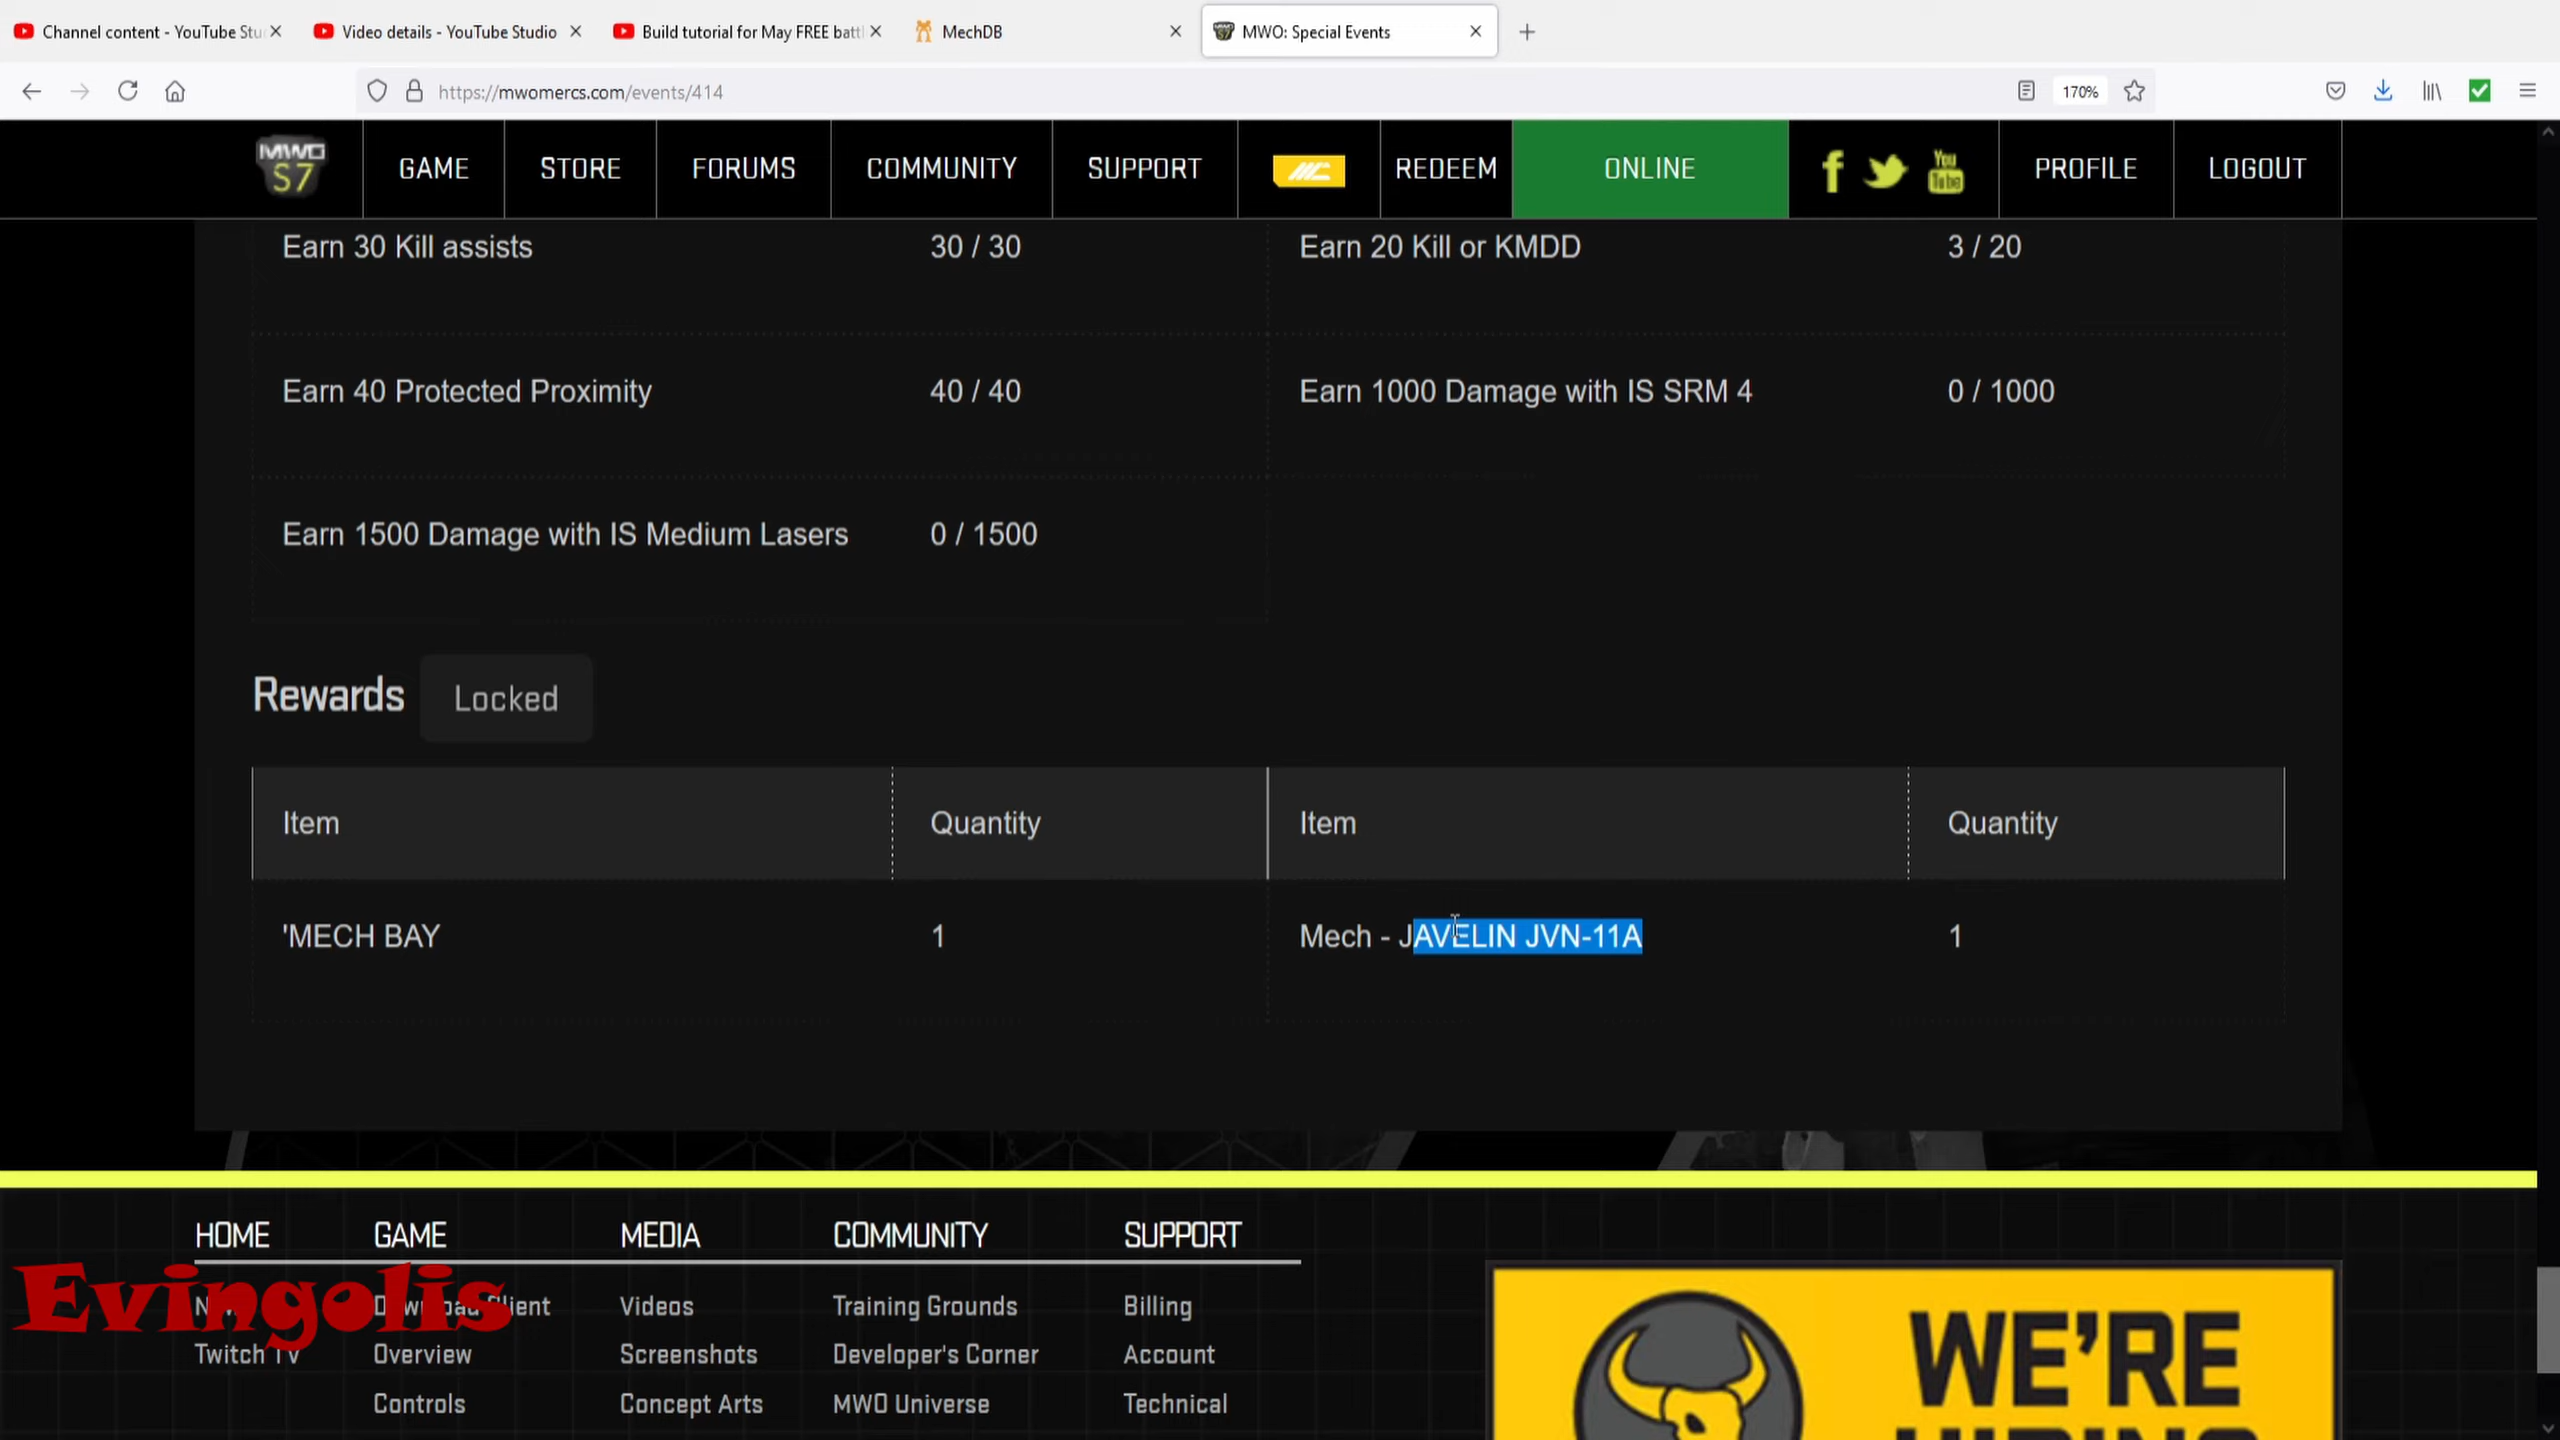 Channel content - YouTube Stu
Video details - YouTube Studio
Build tutorial for May FREE batt
MechDB
MWO: Special Events
https://mwomercs.com/events/414
170%
MWO S7
GAME
STORE
FORUMS
COMMUNITY
SUPPORT
MC
REDEEM
ONLINE
You Tube
PROFILE
LOGOUT
Earn 30 Kill assists 30 / 30 Earn 20 Kill or KMDD 3 / 20
Earn 40 Protected Proximity 40 / 40 Earn 1000 Damage with IS SRM 4 0 / 1000
Earn 1500 Damage with IS Medium Lasers 0 / 1500
Rewards Locked
Item Quantity Item Quantity
'MECH BAY 1 Mech - JAVELIN JVN-11A 1
HOME GAME MEDIA COMMUNITY SUPPORT
Evingolis
Videos Training Grounds Billing
Twitch TV Overview Screenshots Developer's Corner Account
Controls Concept Arts MWO Universe Technical
WE'RE
HIRING